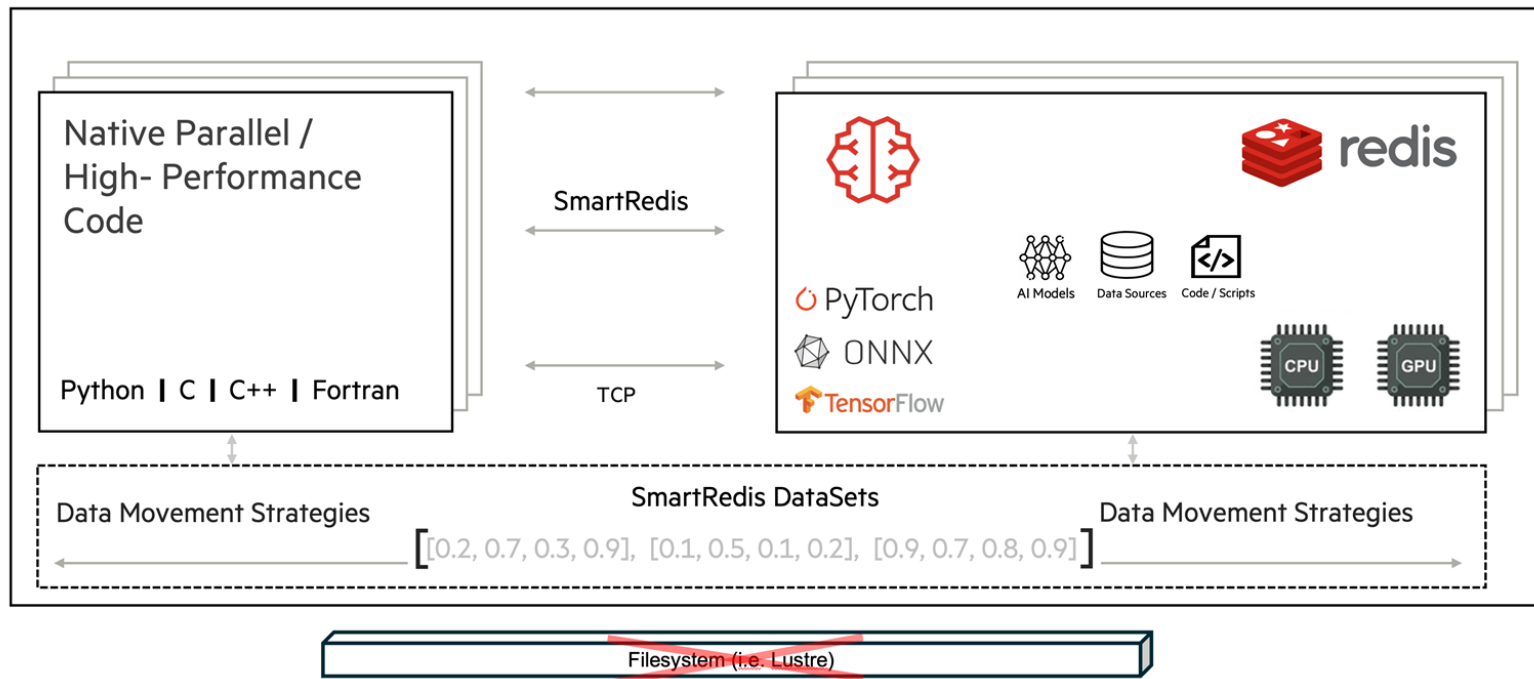 Native Parallel /
High- Performance
Code
Python | C | C++ | Fortran
SmartRedis
TCP
redis
AI Models
Data Sources
Code / Scripts
PyTorch
ONNX
TensorFlow
CPU
GPU
SmartRedis DataSets
Data Movement Strategies
Data Movement Strategies
[[0.2, 0.7, 0.3, 0.9], [0.1, 0.5, 0.1, 0.2], [0.9, 0.7, 0.8, 0.9]]
Filesystem (i.e. Lustre)